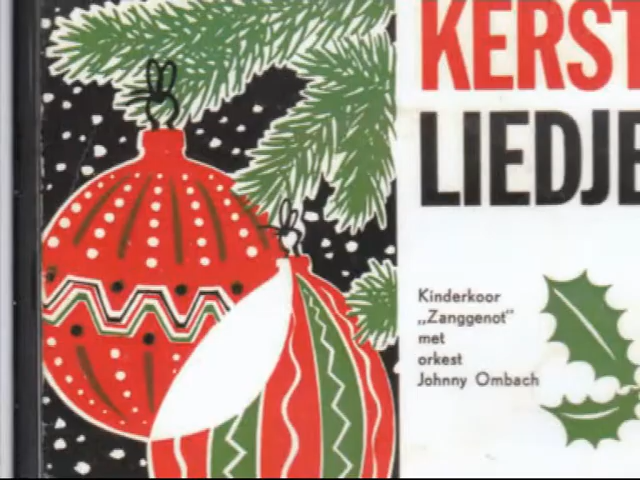 KERST
LIEDJE
Kinderkoor
„Zanggenot"
met
orkest
Johnny Ombach